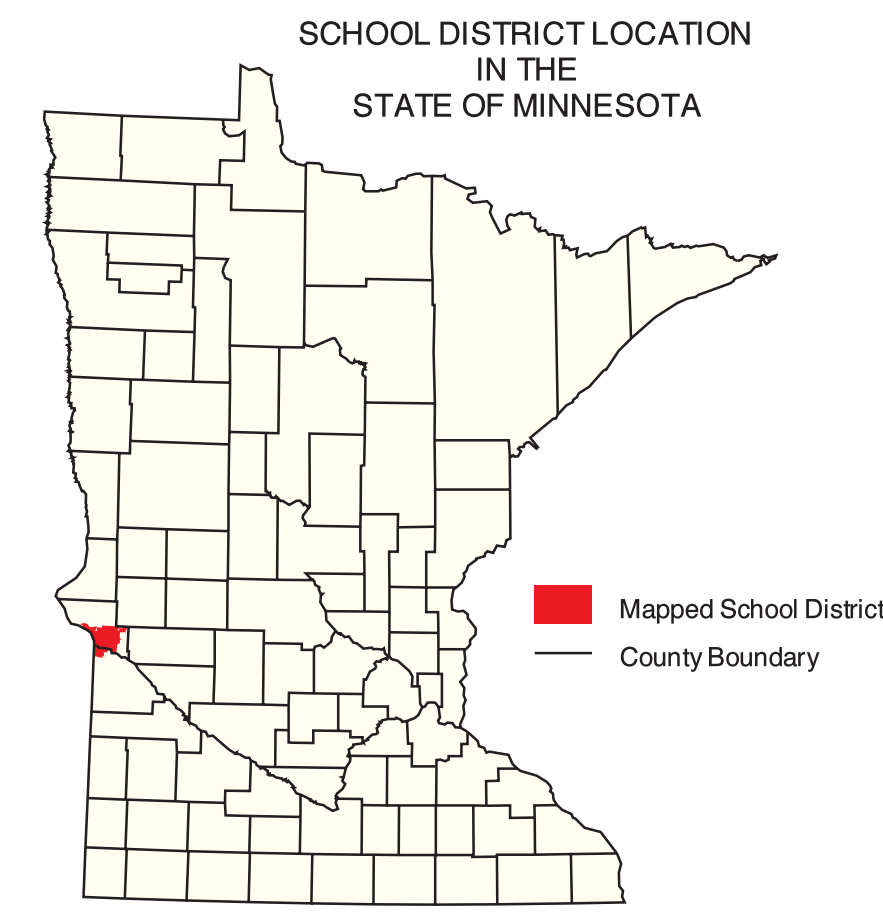 SCHOOL DISTRICT LOCATION
IN THE
STATE OF MINNESOTA
Mapped School District
County Boundary